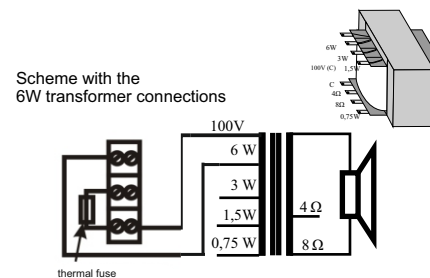 6W
3W
100V (C) 1,5W
C
4Ω
8Ω
0,75W
Scheme with the
6W transformer connections
100V
6 W
3 W
1,5W
0,75 W
4 Ω
8 Ω
thermal fuse